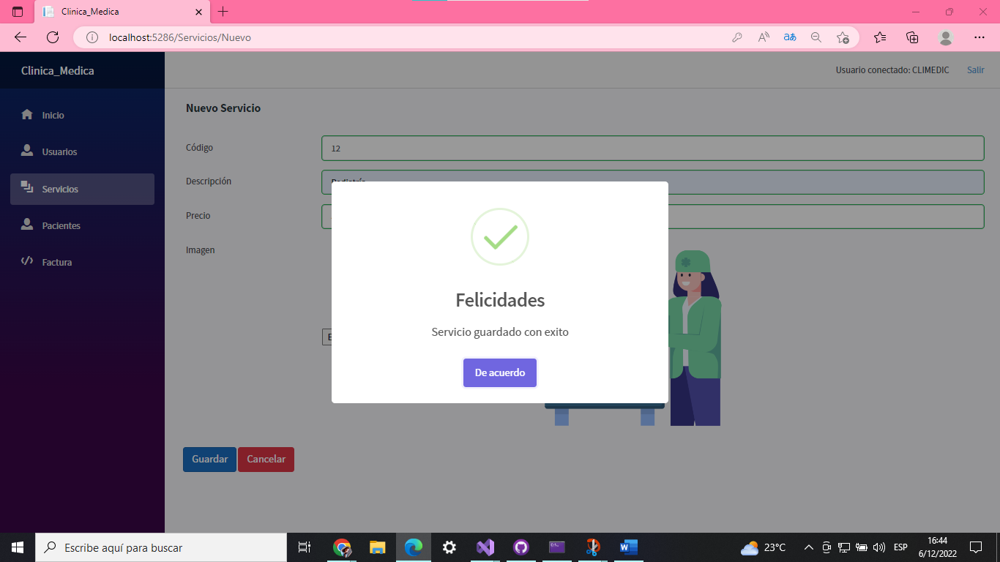 Clinica_Medica
localhost:5286/Servicios/Nuevo
Clinica_Medica
Usuario conectado: CLIMEDIC
Salir
Inicio
Usuarios
Servicios
Pacientes
Factura
Nuevo Servicio
Código
12
Descripción
Precio
Imagen
Felicidades
Servicio guardado con exito
De acuerdo
Guardar
Cancelar
Escribe aquí para buscar
23°C
ESP
16:44
6/12/2022